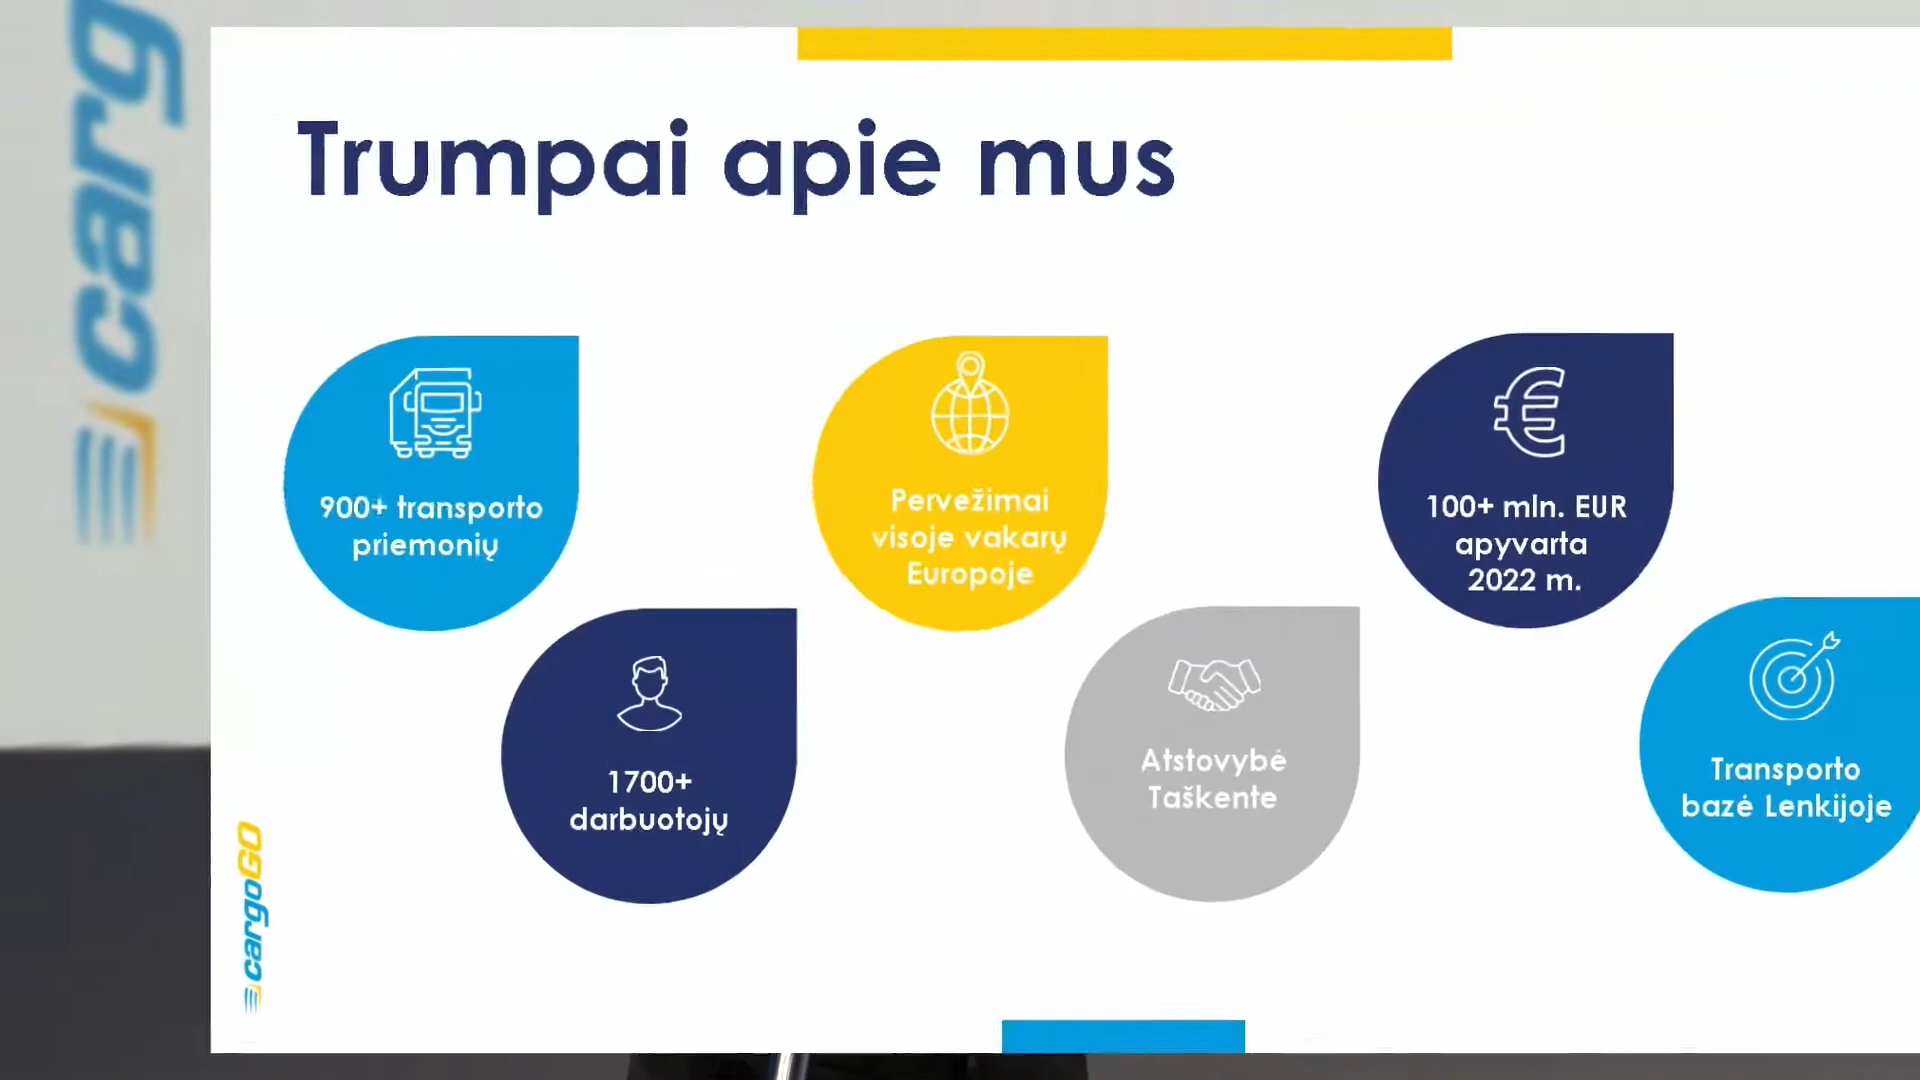 carg
Trumpai apie mus
900+ transporto
priemonių
Pervežimai
visoje vakarų
Europoje
100+ mln. EUR
apyvarta
2022 m.
1700+
darbuotojų
Atstovybė
Taškente
Transporto
bazė Lenkijoje
cargoGO